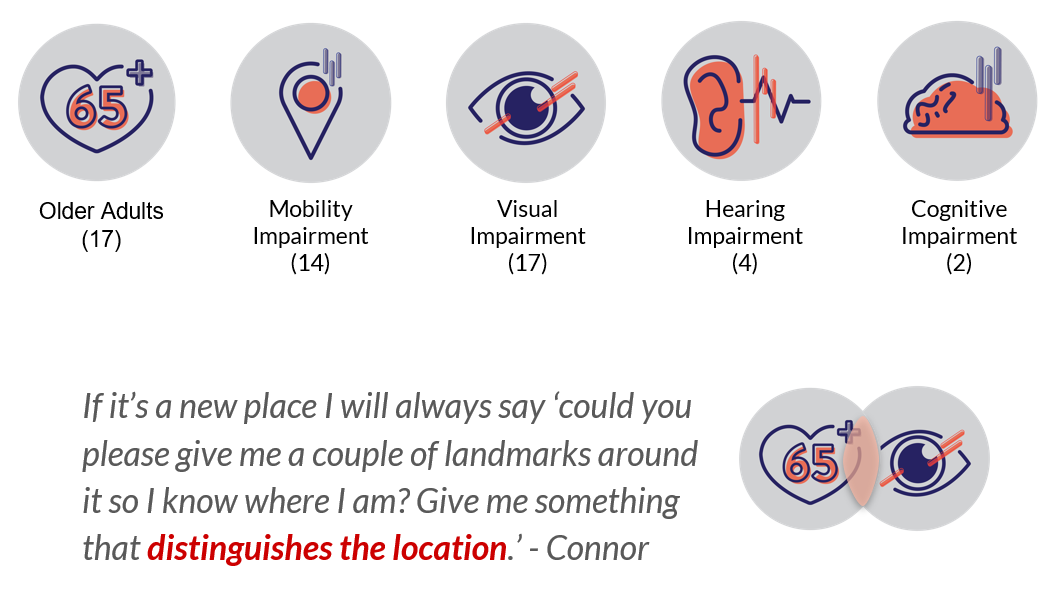 65+
Older Adults
(17)
Mobility
Impairment
(14)
Visual
Impairment
(17)
Hearing
Impairment
(4)
Cognitive
Impairment
(2)
If it’s a new place I will always say ‘could you
please give me a couple of landmarks around
it so I know where I am? Give me something
that distinguishes the location.’ - Connor
65+